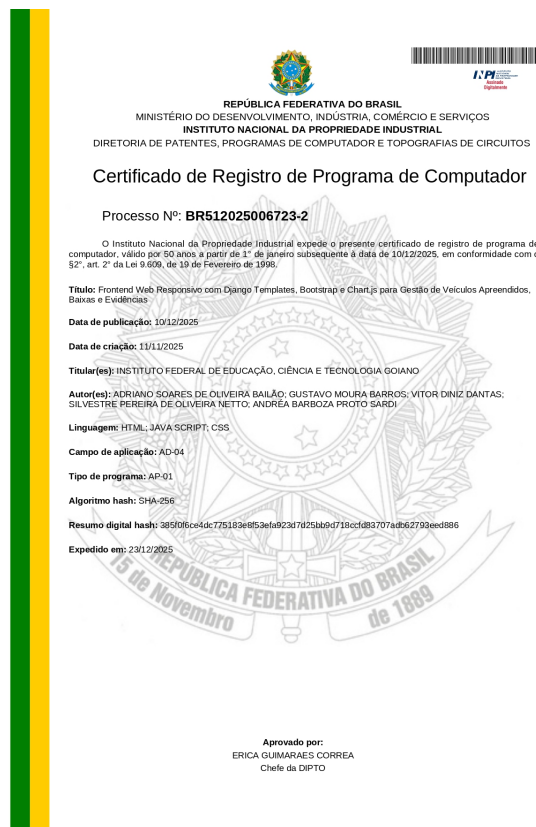 INPI
Assinado
Digitalmente
REPÚBLICA FEDERATIVA DO BRASIL
MINISTÉRIO DO DESENVOLVIMENTO, INDÚSTRIA, COMÉRCIO E SERVIÇOS
INSTITUTO NACIONAL DA PROPRIEDADE INDUSTRIAL
DIRETORIA DE PATENTES, PROGRAMAS DE COMPUTADOR E TOPOGRAFIAS DE CIRCUITOS
Certificado de Registro de Programa de Computador
Processo Nº: BR512025006723-2
O Instituto Nacional da Propriedade Industrial expede o presente certificado de registro de programa de
computador, válido por 50 anos a partir de 1° de janeiro subsequente à data de 10/12/2025, em conformidade com o
§2°, art. 2° da Lei 9.609, de 19 de Fevereiro de 1998.
Título: Frontend Web Responsivo com Django Templates, Bootstrap e Chart.js para Gestão de Veículos Apreendidos,
Baixas e Evidências
Data de publicação: 10/12/2025
Data de criação: 11/11/2025
Titular(es): INSTITUTO FEDERAL DE EDUCAÇÃO, CIÊNCIA E TECNOLOGIA GOIANO
Autor(es): ADRIANO SOARES DE OLIVEIRA BAILÃO; GUSTAVO MOURA BARROS; VITOR DINIZ DANTAS;
SILVESTRE PEREIRA DE OLIVEIRA NETTO; ANDRÉA BARBOZA PROTO SARDI
Linguagem: HTML; JAVA SCRIPT; CSS
Campo de aplicação: AD-04
Tipo de programa: AP-01
Algoritmo hash: SHA-256
Resumo digital hash: 385f0f6ce4dc775183e8f53efa923d7d25bb9d718ccfd83707adb62793eed886
Expedido em: 23/12/2025
REPÚBLICA FEDERATIVA DO BRASIL
15 de Novembro
de 1889
Aprovado por:
ERICA GUIMARAES CORREA
Chefe da DIPTO